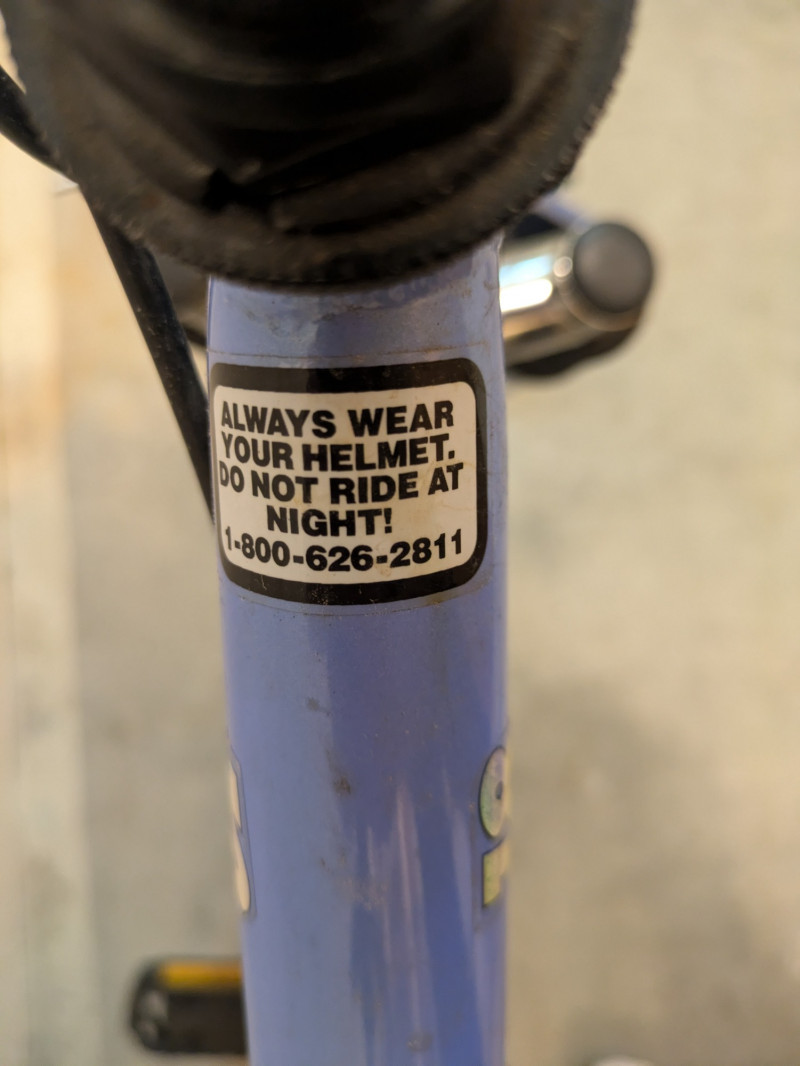 ALWAYS WEAR
YOUR HELMET.
DO NOT RIDE AT
NIGHT!
1-800-626-2811